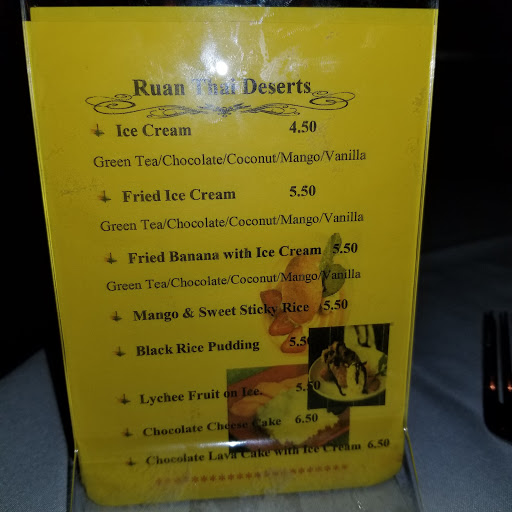 Ruan Thai Deserts
Ice Cream 4.50
Green Tea/Chocolate/Coconut/Mango/Vanilla
Fried Ice Cream 5.50
Green Tea/Chocolate/Coconut/Mango/Vanilla
Fried Banana with Ice Cream 5.50
Green Tea/Chocolate/Coconut/Mango/Vanilla
Mango & Sweet Sticky Rice 5.50
Black Rice Pudding 5.50
Lychee Fruit on Ice. 5.50
Chocolate Cheese Cake 6.50
Chocolate Lava Cake with Ice Cream 6.50